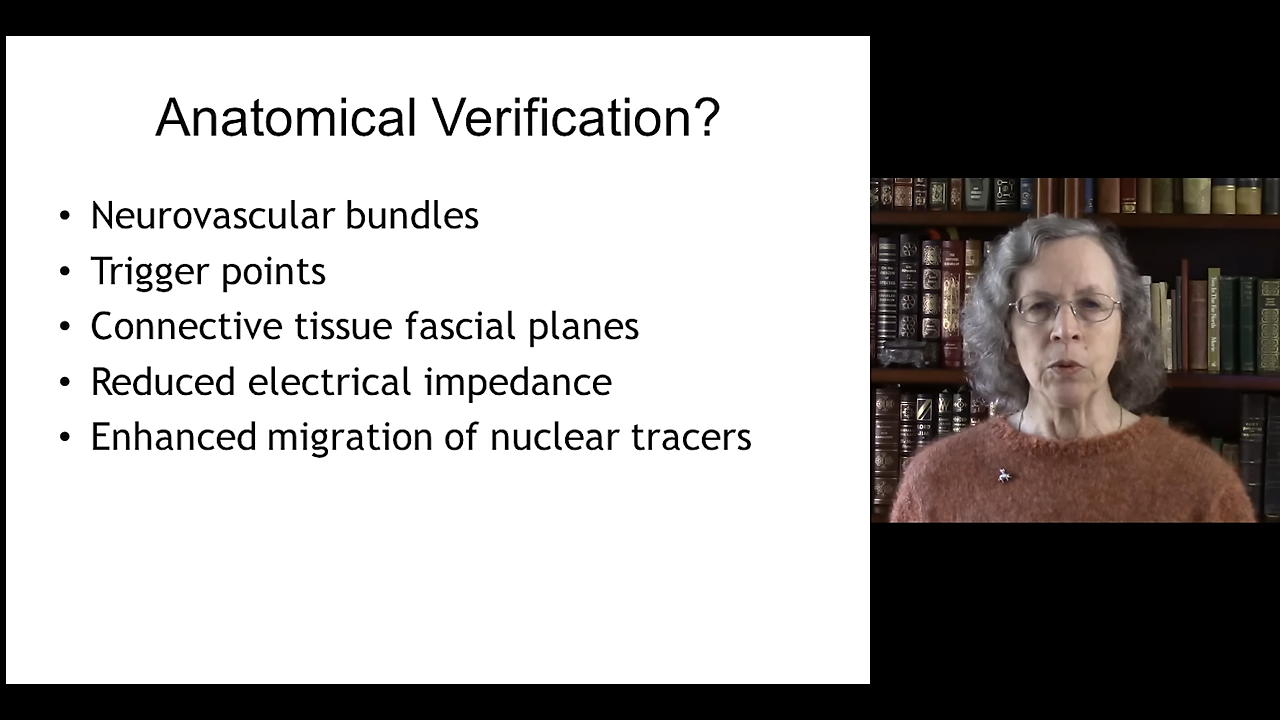 Anatomical Verification?
• Neurovascular bundles
• Trigger points
• Connective tissue fascial planes
• Reduced electrical impedance
• Enhanced migration of nuclear tracers